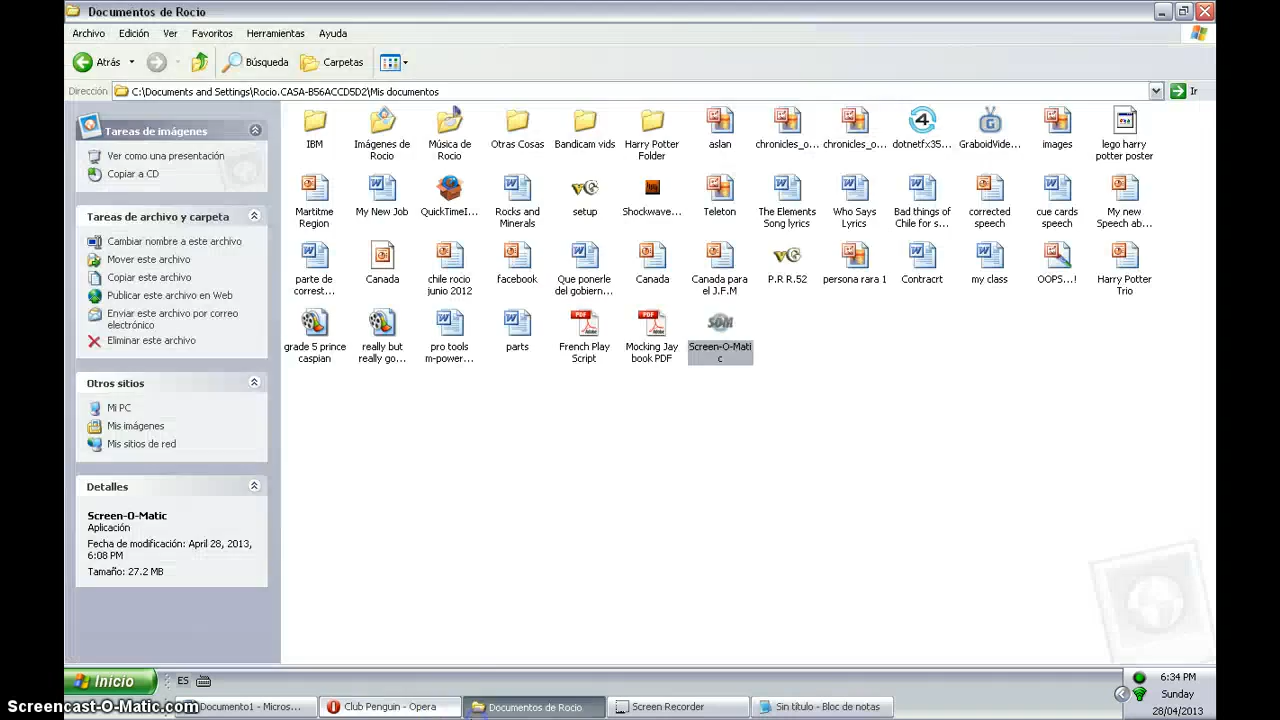 Documentos de Rocio
Archivo Edición Ver Favoritos Herramientas Ayuda
Atrás Búsqueda Carpetas
Dirección C:\Documents and Settings\Rocio.CASA-B56ACCD5D2\Mis documentos Ir
Tareas de imágenes
Ver como una presentación
Copiar a CD
Tareas de archivo y carpeta
Cambiar nombre a este archivo
Mover este archivo
Copiar este archivo
Publicar este archivo en Web
Enviar este archivo por correo
electrónico
Eliminar este archivo
Otros sitios
Mi PC
Mis imágenes
Mis sitios de red
Detalles
Screen-O-Matic
Aplicación
Fecha de modificación: April 28, 2013,
6:08 PM
Tamaño: 27.2 MB
IBM
Imágenes de
Rocio
Música de
Rocio
Otras Cosas
Bandicam vids
Harry Potter
Folder
aslan
chronicles_o...
chronicles_o...
dotnetfx35...
GraboidVide...
images
lego harry
potter poster
Martitme
Region
My New Job
QuickTimeI...
Rocks and
Minerals
setup
Shockwave...
Teleton
The Elements
Song lyrics
Who Says
Lyrics
Bad things of
Chile for s...
corrected
speech
cue cards
speech
My new
Speech ab...
parte de
correst...
Canada
chile rocio
junio 2012
facebook
Que ponerle
del gobiern...
Canada
Canada para
el J.F.M
P.R R.52
persona rara 1
Contracrt
my class
OOPS...!
Harry Potter
Trio
grade 5 prince
caspian
really but
really go...
pro tools
m-power...
parts
French Play
Script
Mocking Jay
book PDF
Screen-O-Mati
c
Inicio ES
Documento1 - Micros... Club Penguin - Opera Documentos de Rocio Screen Recorder Sin título - Bloc de notas
6:34 PM
Sunday
28/04/2013
Screencast-O-Matic.com